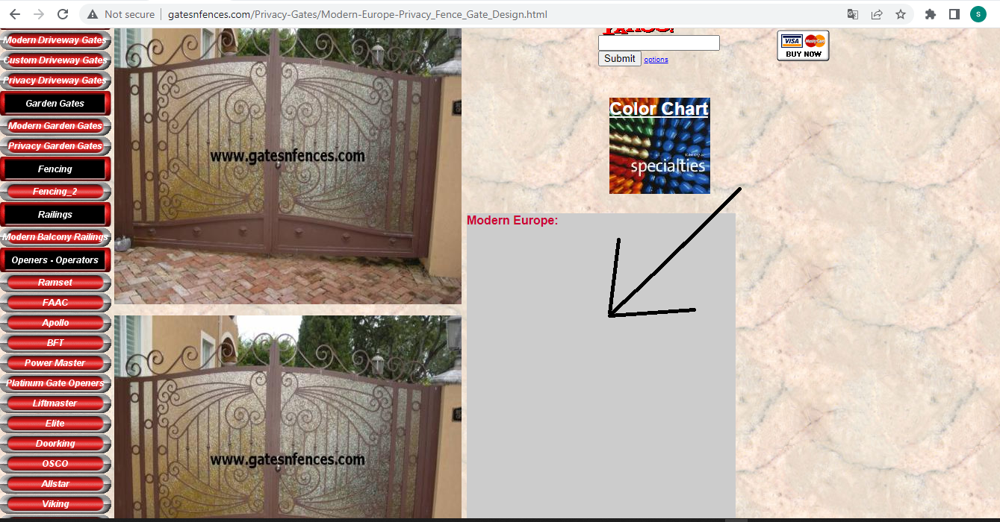 Not secure
gatesnfences.com/Privacy-Gates/Modern-Europe-Privacy_Fence_Gate_Design.html
S
Modern Driveway Gates
Custom Driveway Gates
Privacy Driveway Gates
Garden Gates
Modern Garden Gates
Privacy Garden Gates
Fencing
Fencing_2
Railings
Modern Balcony Railings
Openers - Operators
Ramset
FAAC
Apollo
BFT
Power Master
Platinum Gate Openers
Liftmaster
Elite
Doorking
OSCO
Allstar
Viking
www.gatesnfences.com
www.gatesnfences.com
YAHOO!
Submit
options
VISA
MasterCard
BUY NOW
Color Chart
specialties
Modern Europe: